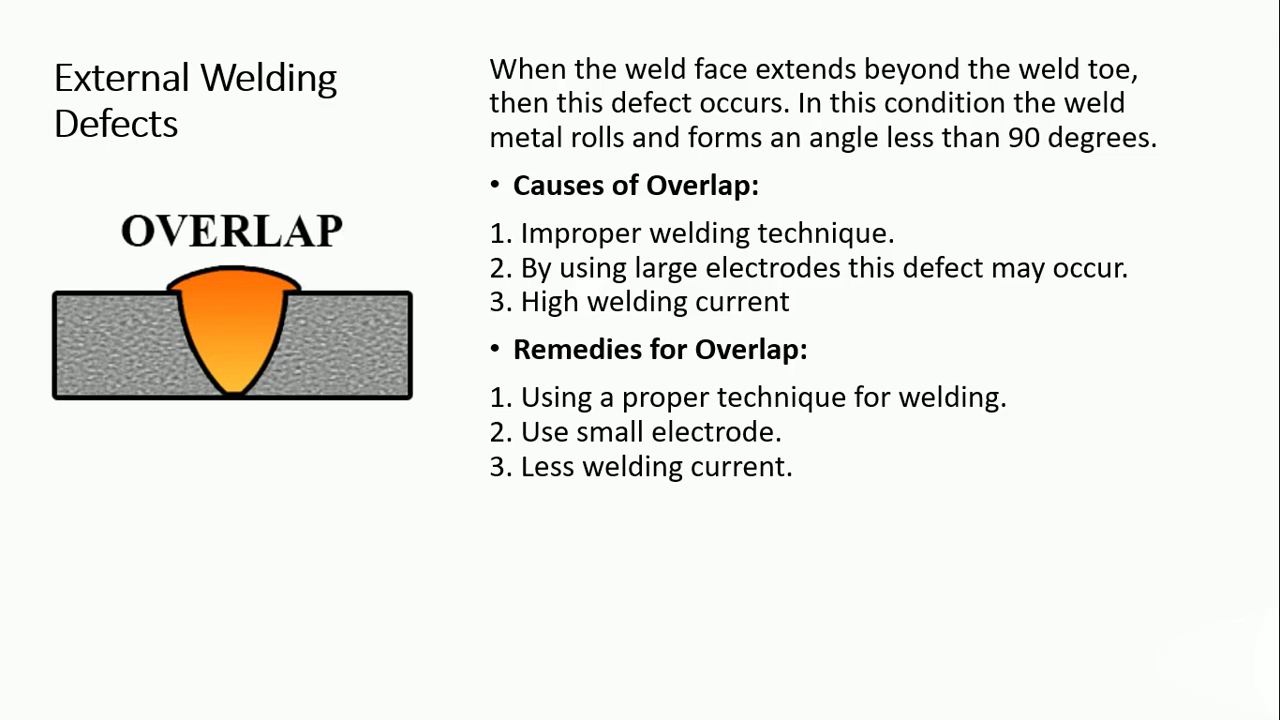 External Welding
Defects
OVERLAP
When the weld face extends beyond the weld toe,
then this defect occurs. In this condition the weld
metal rolls and forms an angle less than 90 degrees.
• Causes of Overlap:
1. Improper welding technique.
2. By using large electrodes this defect may occur.
3. High welding current
• Remedies for Overlap:
1. Using a proper technique for welding.
2. Use small electrode.
3. Less welding current.